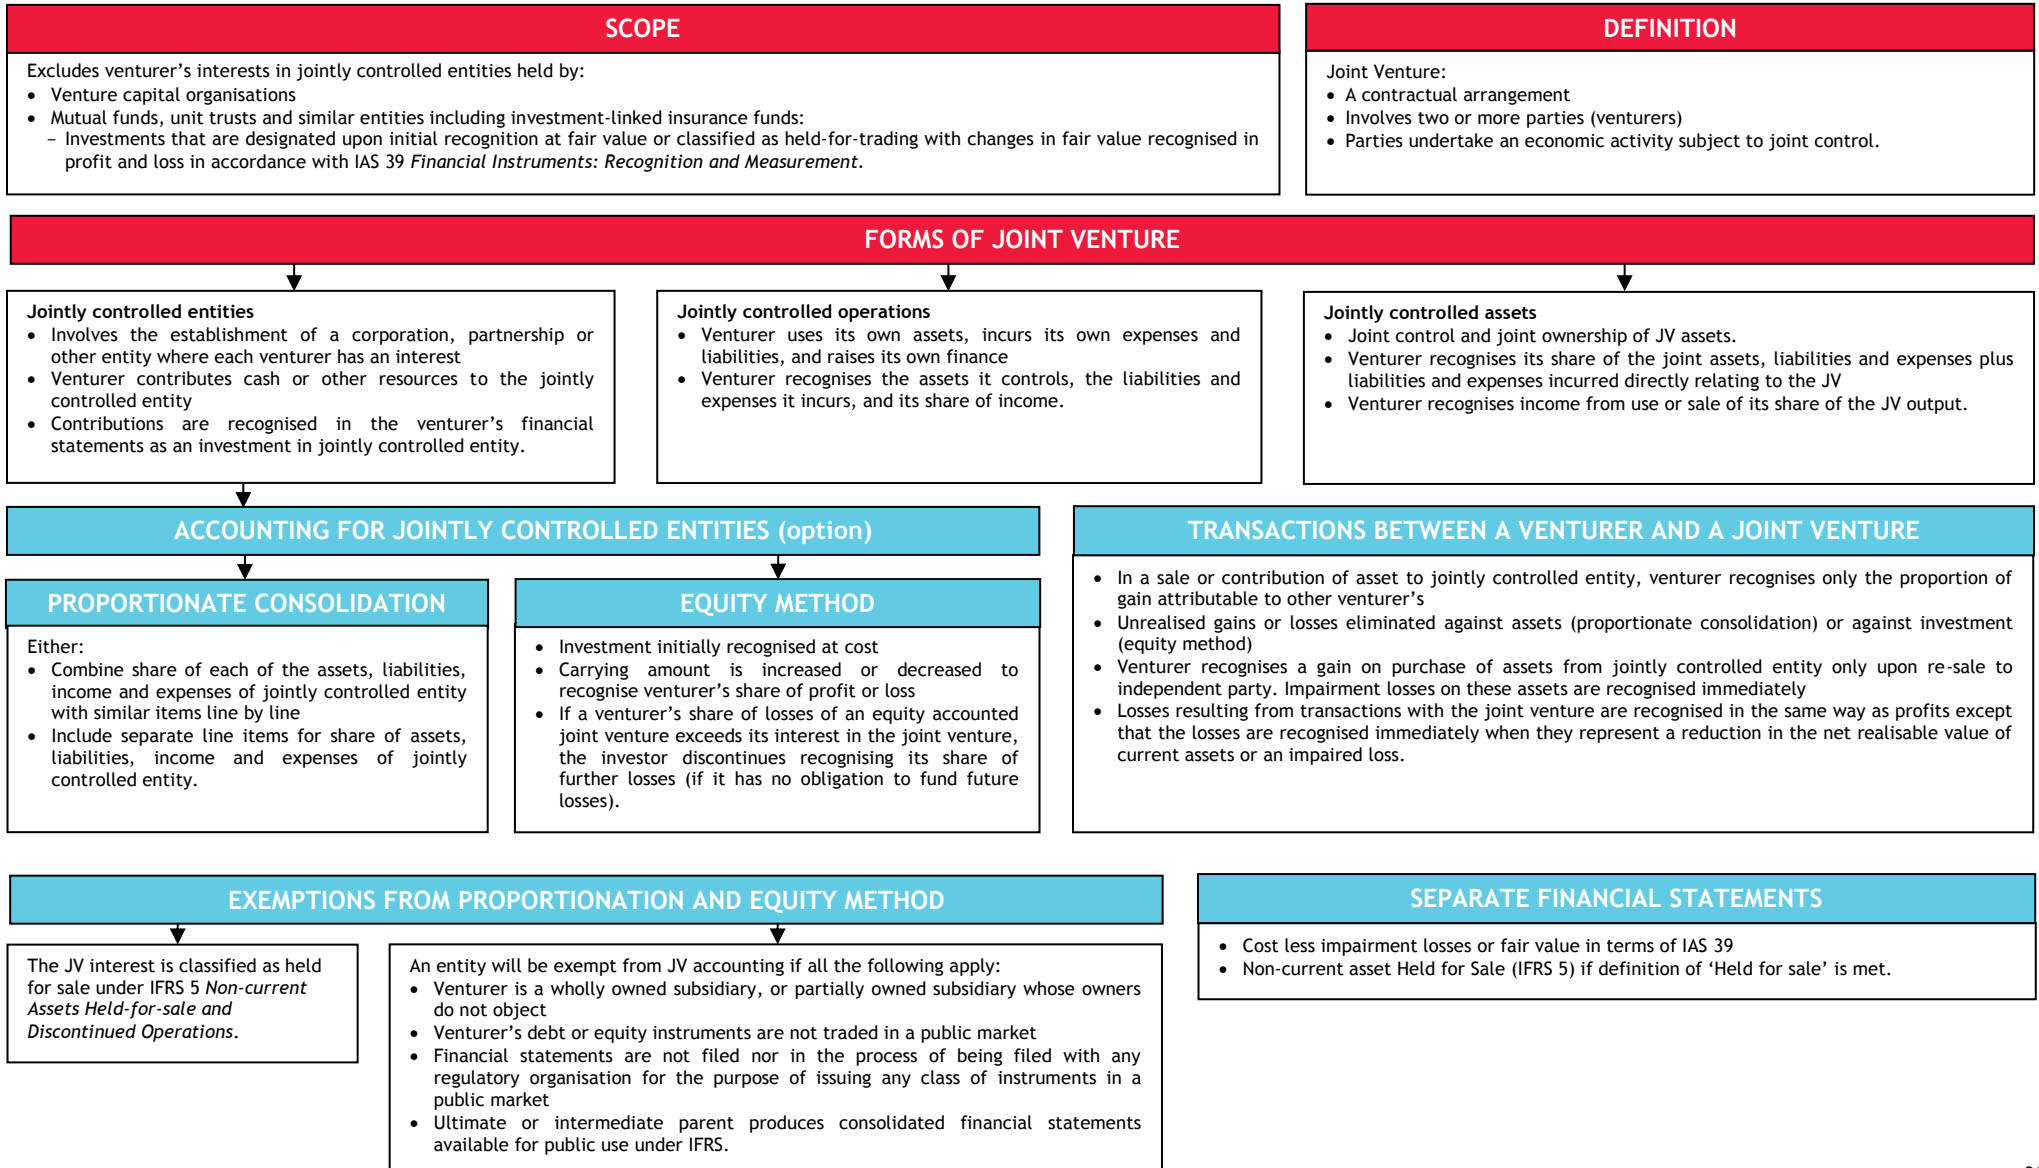 SCOPE
Excludes venturer's interests in jointly controlled entities held by:
• Venture capital organisations
• Mutual funds, unit trusts and similar entities including investment-linked insurance funds:
– Investments that are designated upon initial recognition at fair value or classified as held-for-trading with changes in fair value recognised in
profit and loss in accordance with IAS 39 Financial Instruments: Recognition and Measurement.
DEFINITION
Joint Venture:
• A contractual arrangement
• Involves two or more parties (venturers)
• Parties undertake an economic activity subject to joint control.
FORMS OF JOINT VENTURE
Jointly controlled entities
• Involves the establishment of a corporation, partnership or
other entity where each venturer has an interest
• Venturer contributes cash or other resources to the jointly
controlled entity
• Contributions are recognised in the venturer's financial
statements as an investment in jointly controlled entity.
Jointly controlled operations
• Venturer uses its own assets, incurs its own expenses and
liabilities, and raises its own finance
• Venturer recognises the assets it controls, the liabilities and
expenses it incurs, and its share of income.
Jointly controlled assets
• Joint control and joint ownership of JV assets.
• Venturer recognises its share of the joint assets, liabilities and expenses plus
liabilities and expenses incurred directly relating to the JV
• Venturer recognises income from use or sale of its share of the JV output.
ACCOUNTING FOR JOINTLY CONTROLLED ENTITIES (option)
PROPORTIONATE CONSOLIDATION
Either:
• Combine share of each of the assets, liabilities,
income and expenses of jointly controlled entity
with similar items line by line
• Include separate line items for share of assets,
liabilities, income and expenses of jointly
controlled entity.
EQUITY METHOD
• Investment initially recognised at cost
• Carrying amount is increased or decreased to
recognise venturer's share of profit or loss
• If a venturer's share of losses of an equity accounted
joint venture exceeds its interest in the joint venture,
the investor discontinues recognising its share of
further losses (if it has no obligation to fund future
losses).
TRANSACTIONS BETWEEN A VENTURER AND A JOINT VENTURE
• In a sale or contribution of asset to jointly controlled entity, venturer recognises only the proportion of
gain attributable to other venturer's
• Unrealised gains or losses eliminated against assets (proportionate consolidation) or against investment
(equity method)
• Venturer recognises a gain on purchase of assets from jointly controlled entity only upon re-sale to
independent party. Impairment losses on these assets are recognised immediately
• Losses resulting from transactions with the joint venture are recognised in the same way as profits except
that the losses are recognised immediately when they represent a reduction in the net realisable value of
current assets or an impaired loss.
EXEMPTIONS FROM PROPORTIONATION AND EQUITY METHOD
The JV interest is classified as held
for sale under IFRS 5 Non-current
Assets Held-for-sale and
Discontinued Operations.
An entity will be exempt from JV accounting if all the following apply:
• Venturer is a wholly owned subsidiary, or partially owned subsidiary whose owners
do not object
• Venturer's debt or equity instruments are not traded in a public market
• Financial statements are not filed nor in the process of being filed with any
regulatory organisation for the purpose of issuing any class of instruments in a
public market
• Ultimate or intermediate parent produces consolidated financial statements
available for public use under IFRS.
SEPARATE FINANCIAL STATEMENTS
• Cost less impairment losses or fair value in terms of IAS 39
• Non-current asset Held for Sale (IFRS 5) if definition of 'Held for sale' is met.